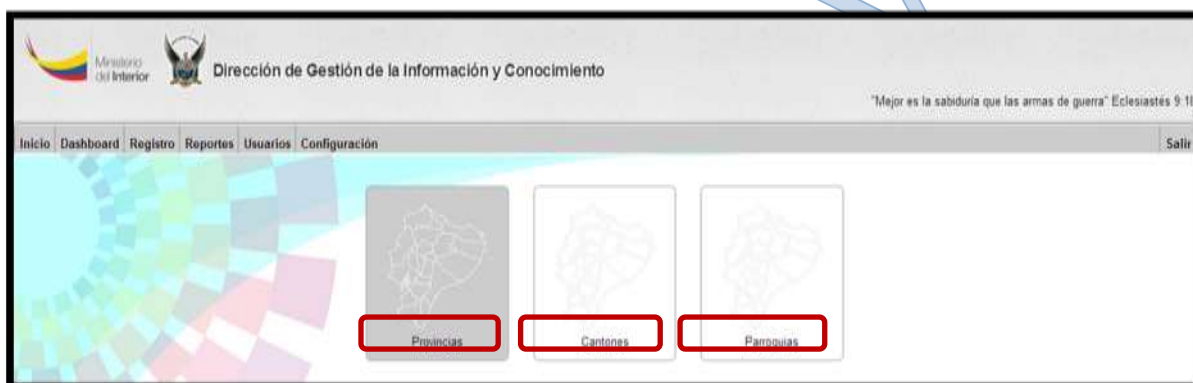 Ministerio
del Interior
Dirección de Gestión de la Información y Conocimiento
"Mejor es la sabiduría que las armas de guerra" Eclesiastés 9:18
Inicio Dashboard Registro Reportes Usuarios Configuración Salir
Provincias Cantones Parroquias